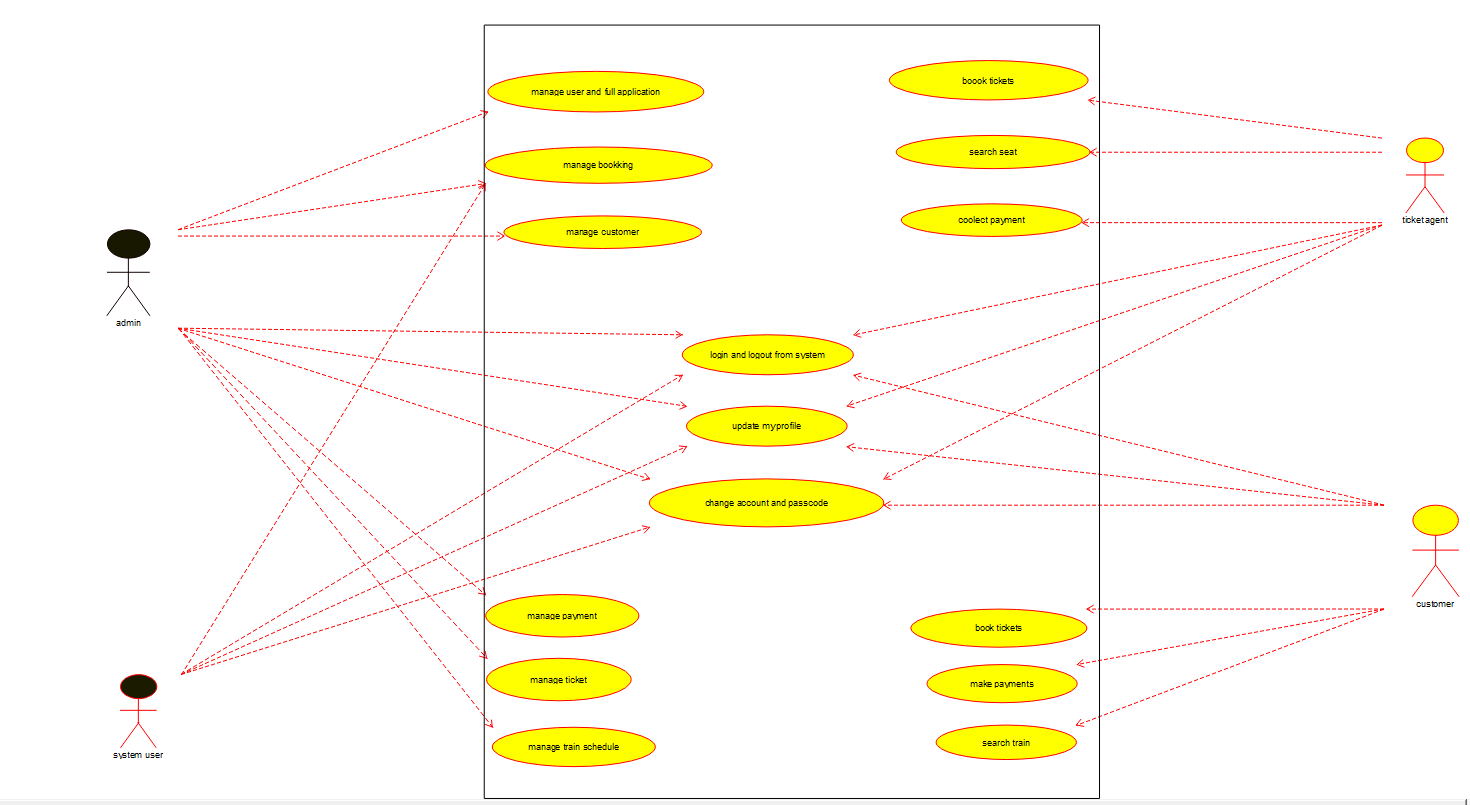 manage user and full application
boook tickets
manage bookking
search seat
manage customer
coolect payment
ticket agent
admin
login and logout from system
update myprofile
change account and passcode
manage payment
book tickets
customer
manage ticket
make payments
manage train schedule
search train
system user